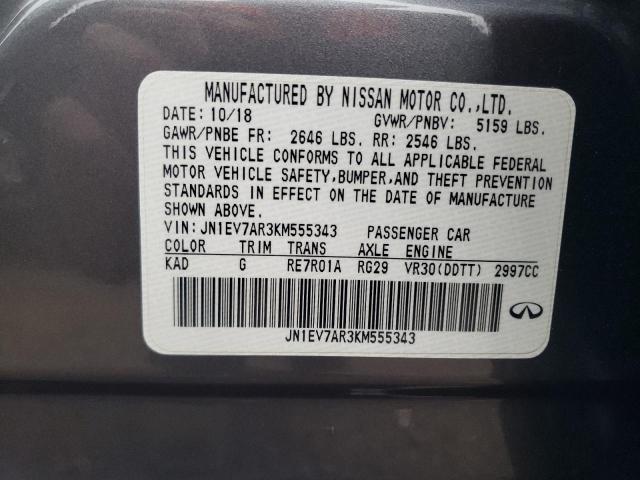 MANUFACTURED BY NISSAN MOTOR CO.,LTD.
DATE: 10/18 GVWR/PNBV: 5159 LBS.
GAWR/PNBE FR: 2646 LBS. RR: 2546 LBS.
THIS VEHICLE CONFORMS TO ALL APPLICABLE FEDERAL
MOTOR VEHICLE SAFETY,BUMPER,AND THEFT PREVENTION
STANDARDS IN EFFECT ON THE DATE OF MANUFACTURE
SHOWN ABOVE.
VIN: JN1EV7AR3KM555343 PASSENGER CAR
COLOR TRIM TRANS AXLE ENGINE
KAD G RE7R01A RG29 VR30(DDTT) 2997CC
JN1EV7AR3KM555343